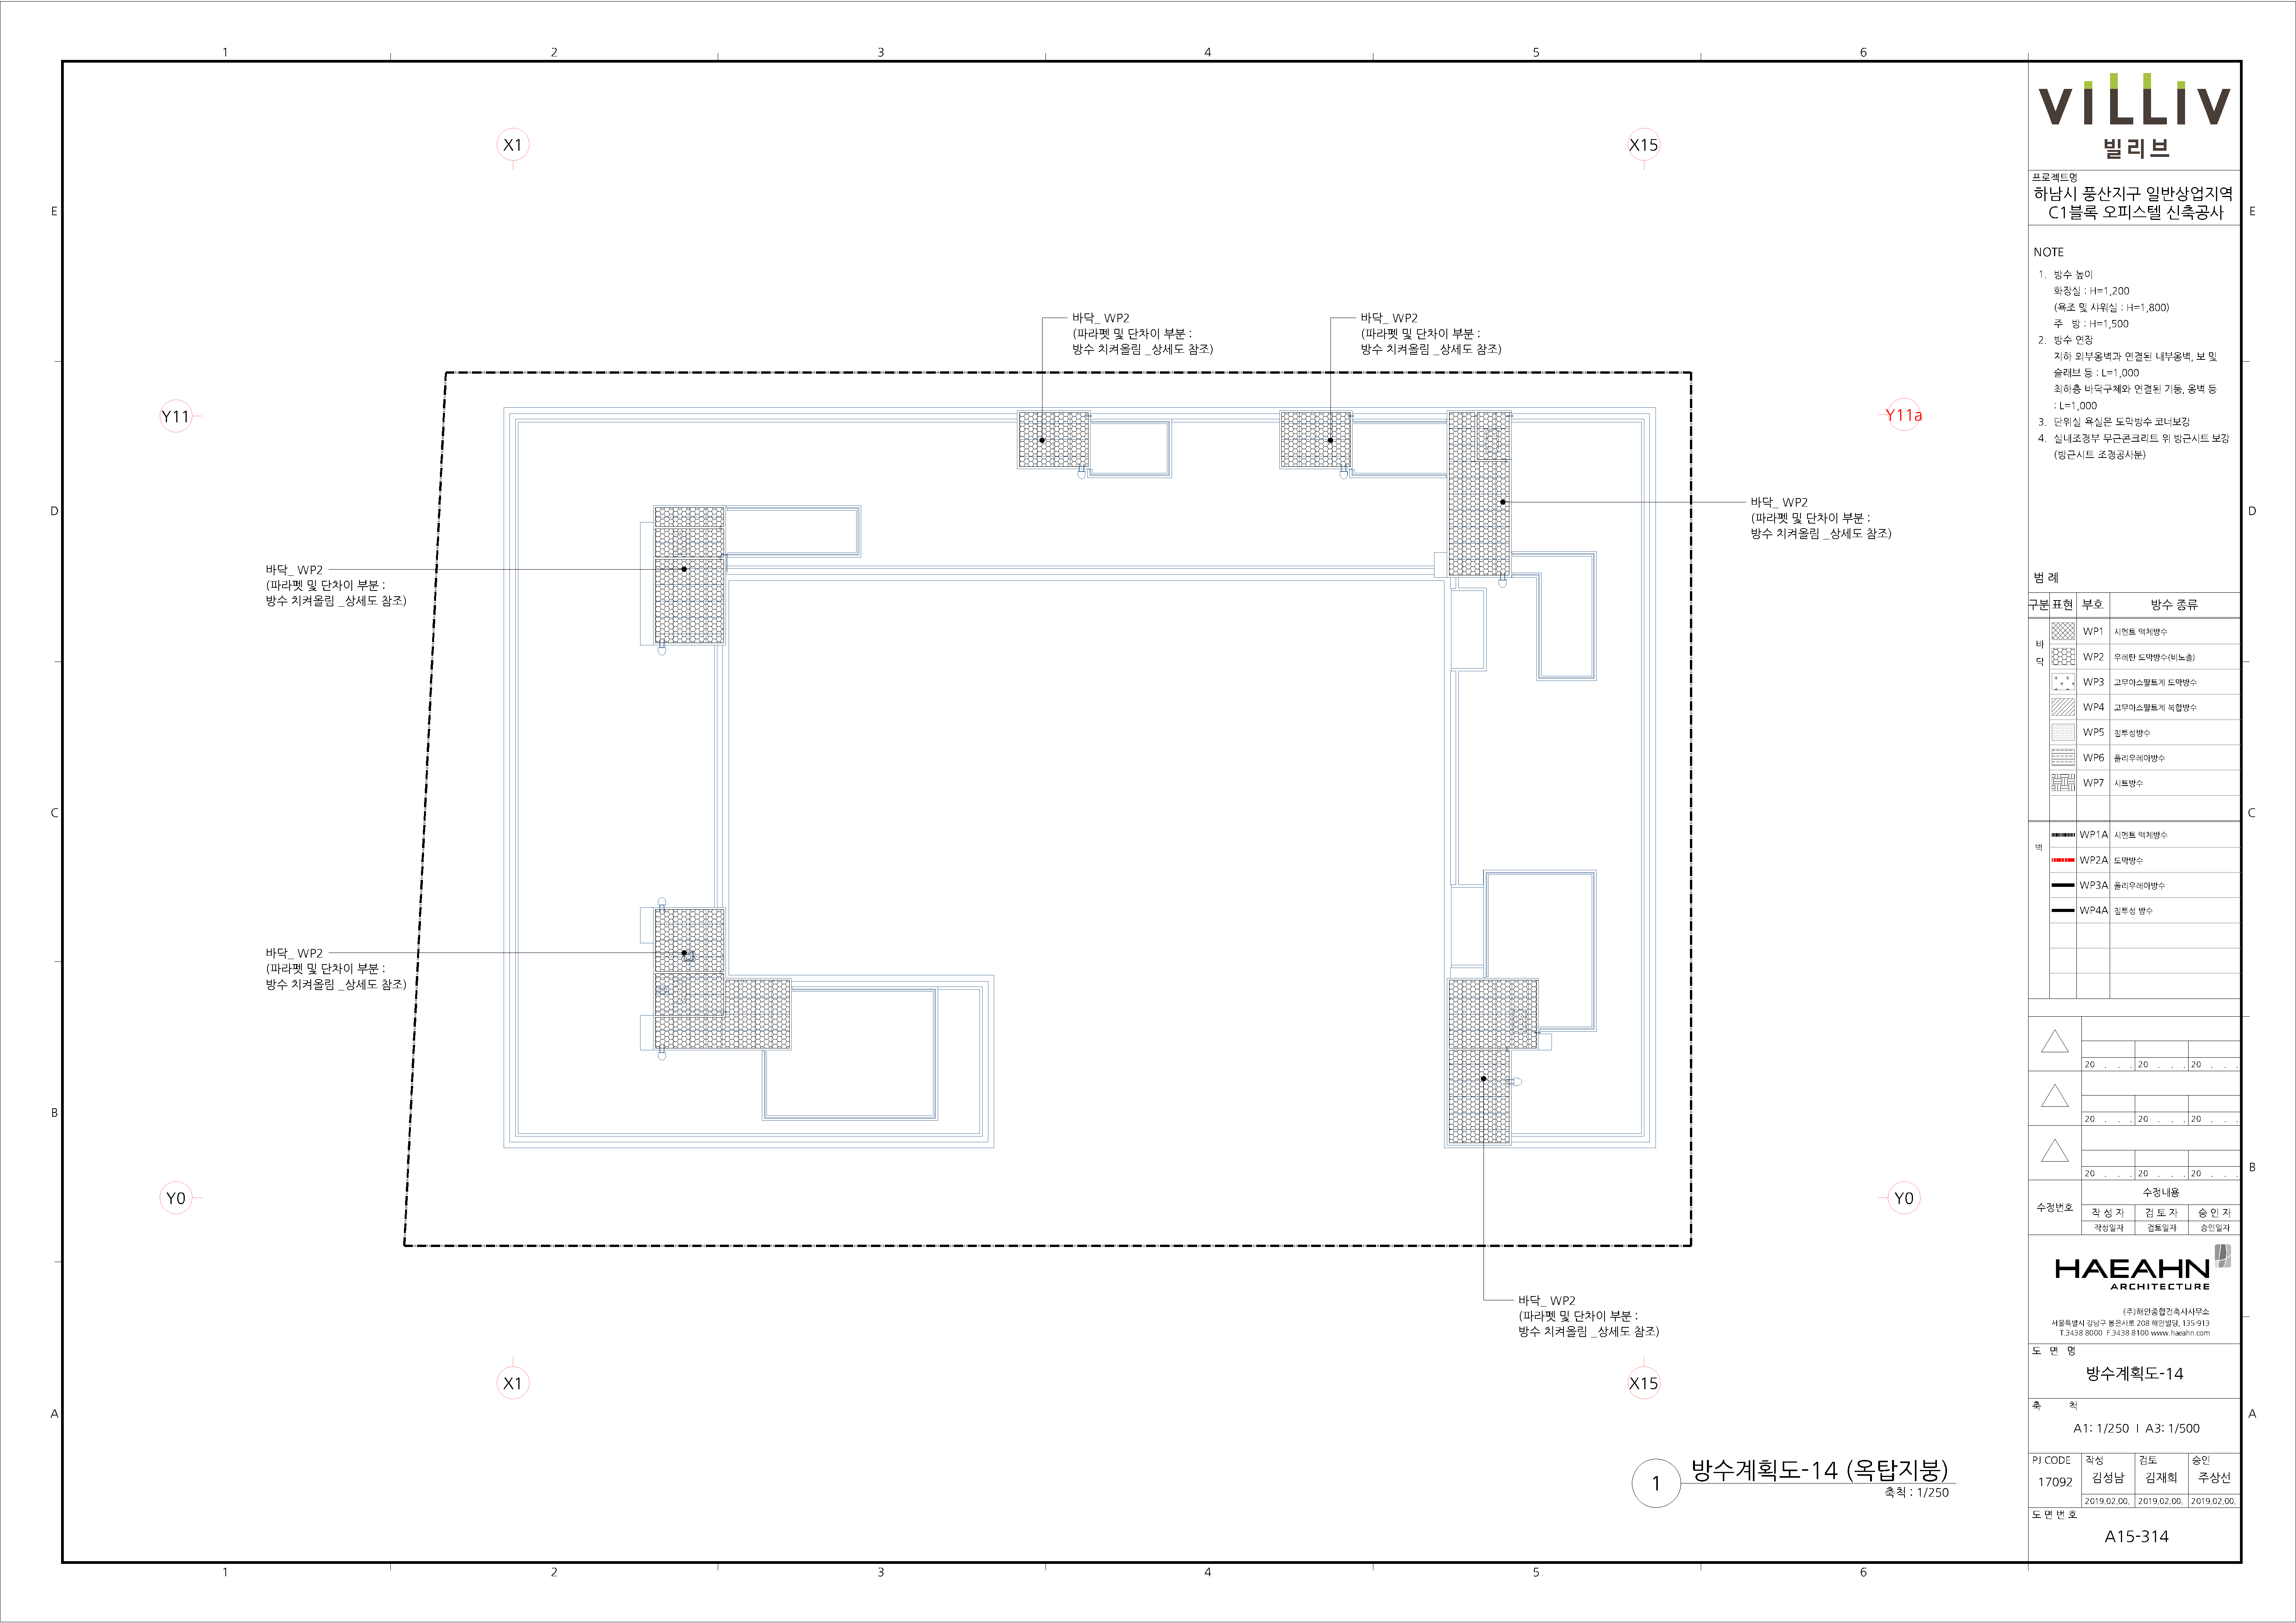 1 2 3 4 5 6
E
D
C
B
A
X1
X15
Y11
Y11a
바닥_ WP2
(파라펫 및 단차이 부분 :
방수 치켜올림 _상세도 참조)
바닥_ WP2
(파라펫 및 단차이 부분 :
방수 치켜올림 _상세도 참조)
바닥_ WP2
(파라펫 및 단차이 부분 :
방수 치켜올림 _상세도 참조)
바닥_ WP2
(파라펫 및 단차이 부분 :
방수 치켜올림 _상세도 참조)
바닥_ WP2
(파라펫 및 단차이 부분 :
방수 치켜올림 _상세도 참조)
바닥_ WP2
(파라펫 및 단차이 부분 :
방수 치켜올림 _상세도 참조)
Y0
Y0
X1
X15
1
방수계획도-14 (옥탑지붕)
축척 : 1/250
1 2 3 4 5 6
E
D
C
B
A
VILLIV
빌리브
프로젝트명
하남시 풍산지구 일반상업지역
C1블록 오피스텔 신축공사
NOTE
1. 방수 높이
화장실 : H=1,200
(욕조 및 샤워실 : H=1,800)
주 방 : H=1,500
2. 방수 연장
지하 외부옹벽과 연결된 내부옹벽, 보 및
슬래브 등 : L=1,000
최하층 바닥구체와 연결된 기둥, 옹벽 등
: L=1,000
3. 단위실 욕실은 도막방수 코너보강
4. 실내조경부 무근콘크리트 위 방근시트 보강
(방근시트 조경공사분)
범 례
구분 표현 부호 방수 종류
바닥
WP1 시멘트 액체방수
WP2 우레탄 도막방수(비노출)
WP3 고무아스팔트계 도막방수
WP4 고무아스팔트계 복합방수
WP5 침투성방수
WP6 폴리우레아방수
WP7 시트방수
벽
WP1A 시멘트 액체방수
WP2A 도막방수
WP3A 폴리우레아방수
WP4A 침투성 방수
20 . . . 20 . . . 20 . . .
20 . . . 20 . . . 20 . . .
20 . . . 20 . . . 20 . . .
수정번호
수정내용
작 성 자 검 토 자 승 인 자
작성일자 검토일자 승인일자
HAEAHN
ARCHITECTURE
(주)해안종합건축사사무소
서울특별시 강남구 봉은사로 208 해안빌딩, 135-913
T.3438 8000 F.3438 8100 www.haeahn.com
도 면 명
방수계획도-14
축 척
A1: 1/250 I A3: 1/500
PJ CODE 작성 검토 승인
17092 김성남 김재희 주상선
2019.02.00. 2019.02.00. 2019.02.00.
도 면 번 호
A15-314